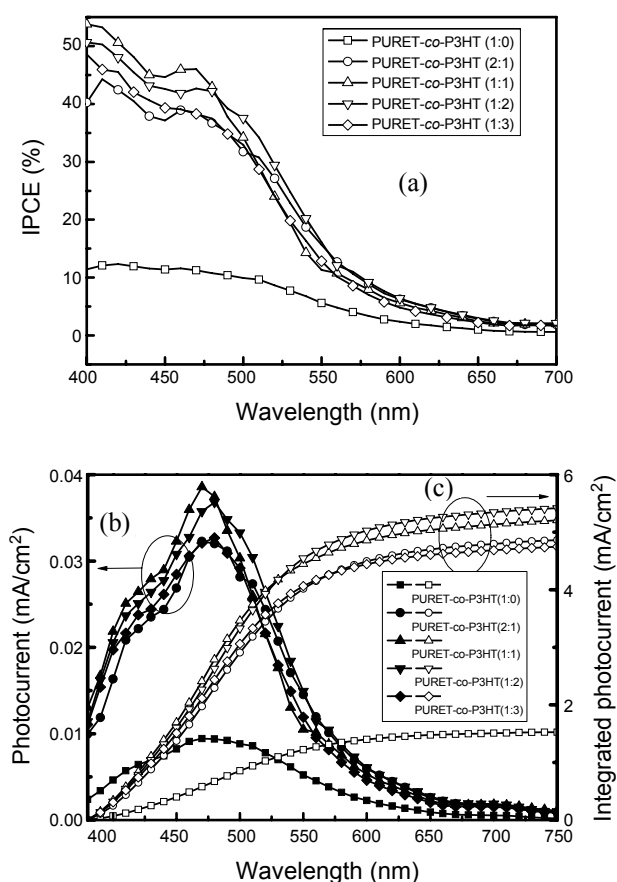 50
40
30
20
10
0
IPCE (%)
PURET-co-P3HT (1:0)
PURET-co-P3HT (2:1)
PURET-co-P3HT (1:1)
PURET-co-P3HT (1:2)
PURET-co-P3HT (1:3)
(a)
400 450 500 550 600 650 700
Wavelength (nm)
0.04
0.03
0.02
0.01
0.00
Photocurrent (mA/cm²)
(b)
(c)
PURET-co-P3HT(1:0)
PURET-co-P3HT(2:1)
PURET-co-P3HT(1:1)
PURET-co-P3HT(1:2)
PURET-co-P3HT(1:3)
6
4
2
0
Integrated photocurrent (mA/cm²)
400 450 500 550 600 650 700 750
Wavelength (nm)